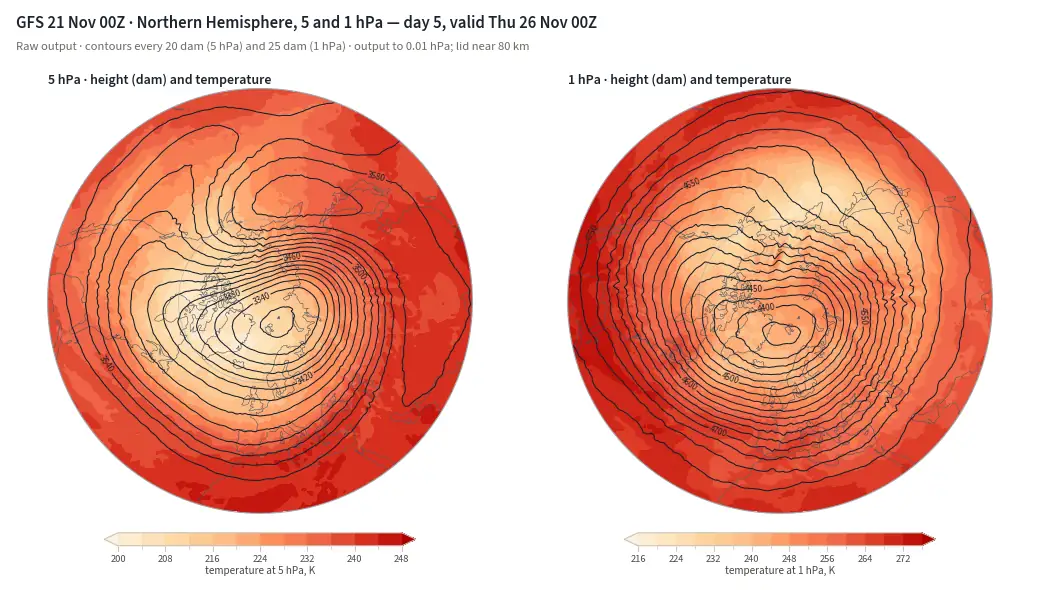 GFS 21 Nov 00Z · Northern Hemisphere, 5 and 1 hPa — day 5, valid Thu 26 Nov 00Z
Raw output · contours every 20 dam (5 hPa) and 25 dam (1 hPa) · output to 0.01 hPa; lid near 80 km
5 hPa · height (dam) and temperature
1 hPa · height (dam) and temperature
3580
4650
3460
3340
3420
4450
4400
4550
4500
4600
4700
200 208 216 224 232 240 248
temperature at 5 hPa, K
216 224 232 240 248 256 264 272
temperature at 1 hPa, K